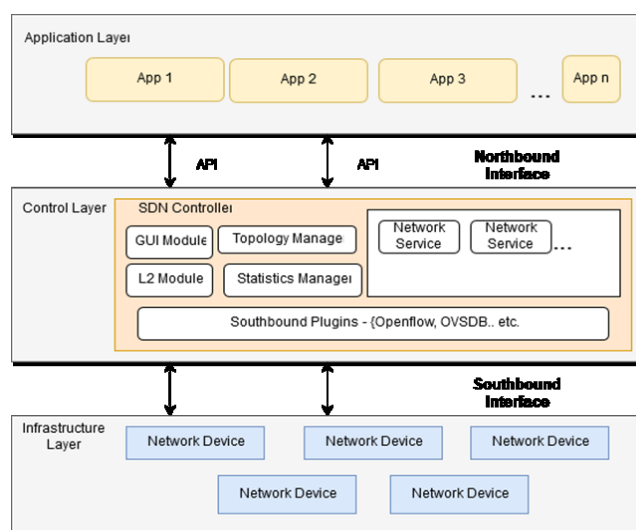 Application Layer
App 1
App 2
App 3
...
App n
API
API
Northbound
Interface
Control Layer
SDN Controller
GUI Module
Topology Manage
Network
Service
Network
Service
...
L2 Module
Statistics Manager
Southbound Plugins - {Openflow, OVSDB.. etc.
Southbound
Interface
Infrastructure
Layer
Network Device
Network Device
Network Device
Network Device
Network Device